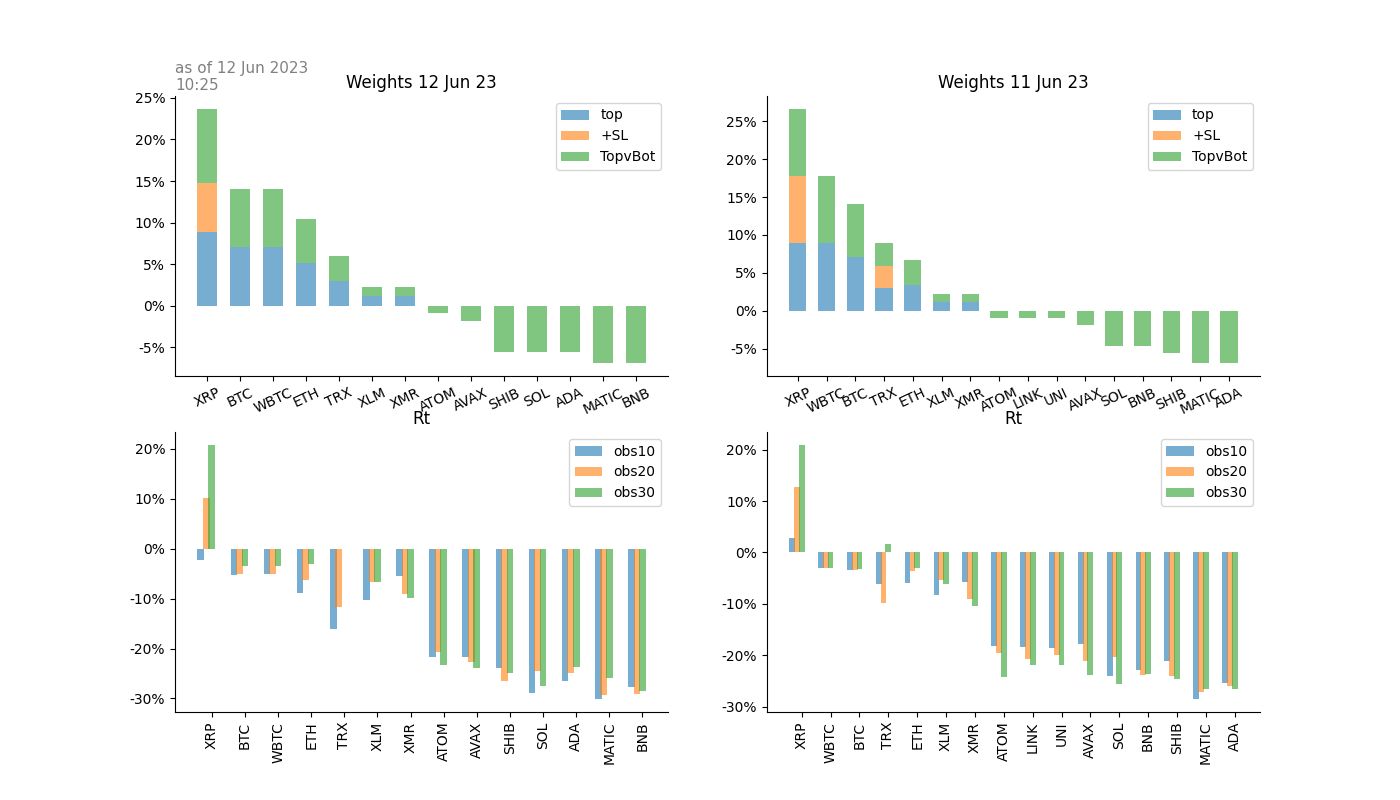 as of 12 Jun 2023
10:25
Weights 12 Jun 23
25%
20%
15%
10%
5%
0%
-5%
top
+SL
TopvBot
XRP BTC WBTC ETH TRX XLM XMR ATOM AVAX SHIB SOL ADA MATIC BNB
Weights 11 Jun 23
25%
20%
15%
10%
5%
0%
-5%
top
+SL
TopvBot
XRP WBTC BTC TRX ETH XLM XMR ATOM LINK UNI AVAX SOL BNB SHIB MATIC ADA
Rt
20%
10%
0%
-10%
-20%
-30%
obs10
obs20
obs30
XRP BTC WBTC ETH TRX XLM XMR ATOM AVAX SHIB SOL ADA MATIC BNB
Rt
20%
10%
0%
-10%
-20%
-30%
obs10
obs20
obs30
XRP WBTC BTC TRX ETH XLM XMR ATOM LINK UNI AVAX SOL BNB SHIB MATIC ADA